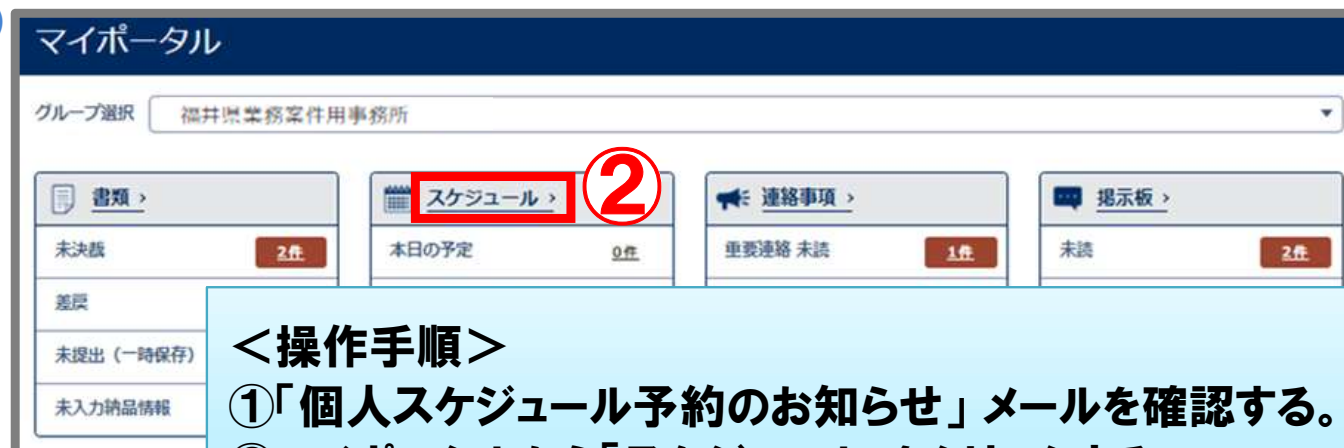 マイポータル
グループ選択 福井県業務案件用事務所
書類 >
未決裁 2件
差戻
未提出（一時保存）
未入力納品情報
スケジュール >
②
本日の予定 0件
連絡事項 >
重要連絡 未読 1件
掲示板 >
未読 2件
＜操作手順＞
①「個人スケジュール予約のお知らせ」メールを確認する。